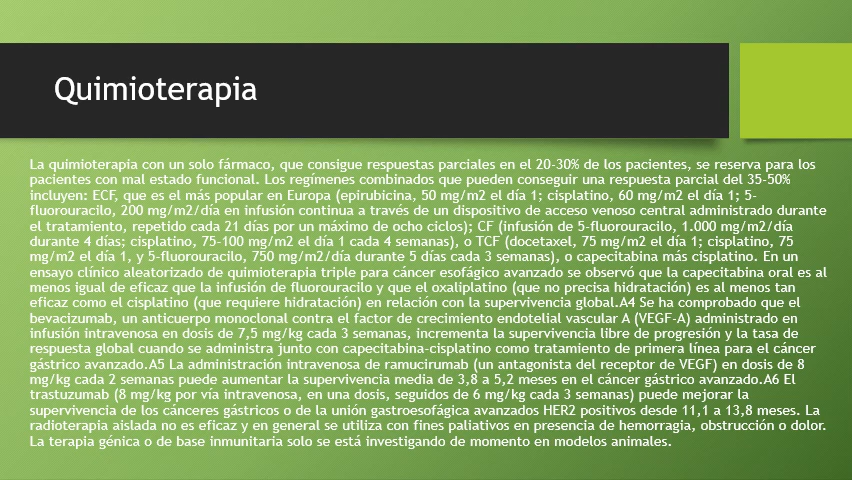 Quimioterapia
La quimioterapia con un solo fármaco, que consigue respuestas parciales en el 20-30% de los pacientes, se reserva para los
pacientes con mal estado funcional. Los regímenes combinados que pueden conseguir una respuesta parcial del 35-50%
incluyen: ECF, que es el más popular en Europa (epirubicina, 50 mg/m2 el día 1; cisplatino, 60 mg/m2 el día 1; 5-
fluorouracilo, 200 mg/m2/día en infusión continua a través de un dispositivo de acceso venoso central administrado durante
el tratamiento, repetido cada 21 días por un máximo de ocho ciclos); CF (infusión de 5-fluorouracilo, 1.000 mg/m2/día
durante 4 días; cisplatino, 75-100 mg/m2 el día 1 cada 4 semanas), o TCF (docetaxel, 75 mg/m2 el día 1; cisplatino, 75
mg/m2 el día 1, y 5-fluorouracilo, 750 mg/m2/día durante 5 días cada 3 semanas), o capecitabina más cisplatino. En un
ensayo clínico aleatorizado de quimioterapia triple para cáncer esofágico avanzado se observó que la capecitabina oral es al
menos igual de eficaz que la infusión de fluorouracilo y que el oxaliplatino (que no precisa hidratación) es al menos tan
eficaz como el cisplatino (que requiere hidratación) en relación con la supervivencia global.A4 Se ha comprobado que el
bevacizumab, un anticuerpo monoclonal contra el factor de crecimiento endotelial vascular A (VEGF-A) administrado en
infusión intravenosa en dosis de 7,5 mg/kg cada 3 semanas, incrementa la supervivencia libre de progresión y la tasa de
respuesta global cuando se administra junto con capecitabina-cisplatino como tratamiento de primera línea para el cáncer
gástrico avanzado.A5 La administración intravenosa de ramucirumab (un antagonista del receptor de VEGF) en dosis de 8
mg/kg cada 2 semanas puede aumentar la supervivencia media de 3,8 a 5,2 meses en el cáncer gástrico avanzado.A6 El
trastuzumab (8 mg/kg por vía intravenosa, en una dosis, seguidos de 6 mg/kg cada 3 semanas) puede mejorar la
supervivencia de los cánceres gástricos o de la unión gastroesofágica avanzados HER2 positivos desde 11,1 a 13,8 meses. La
radioterapia aislada no es eficaz y en general se utiliza con fines paliativos en presencia de hemorragia, obstrucción o dolor.
La terapia génica o de base inmunitaria solo se está investigando de momento en modelos animales.